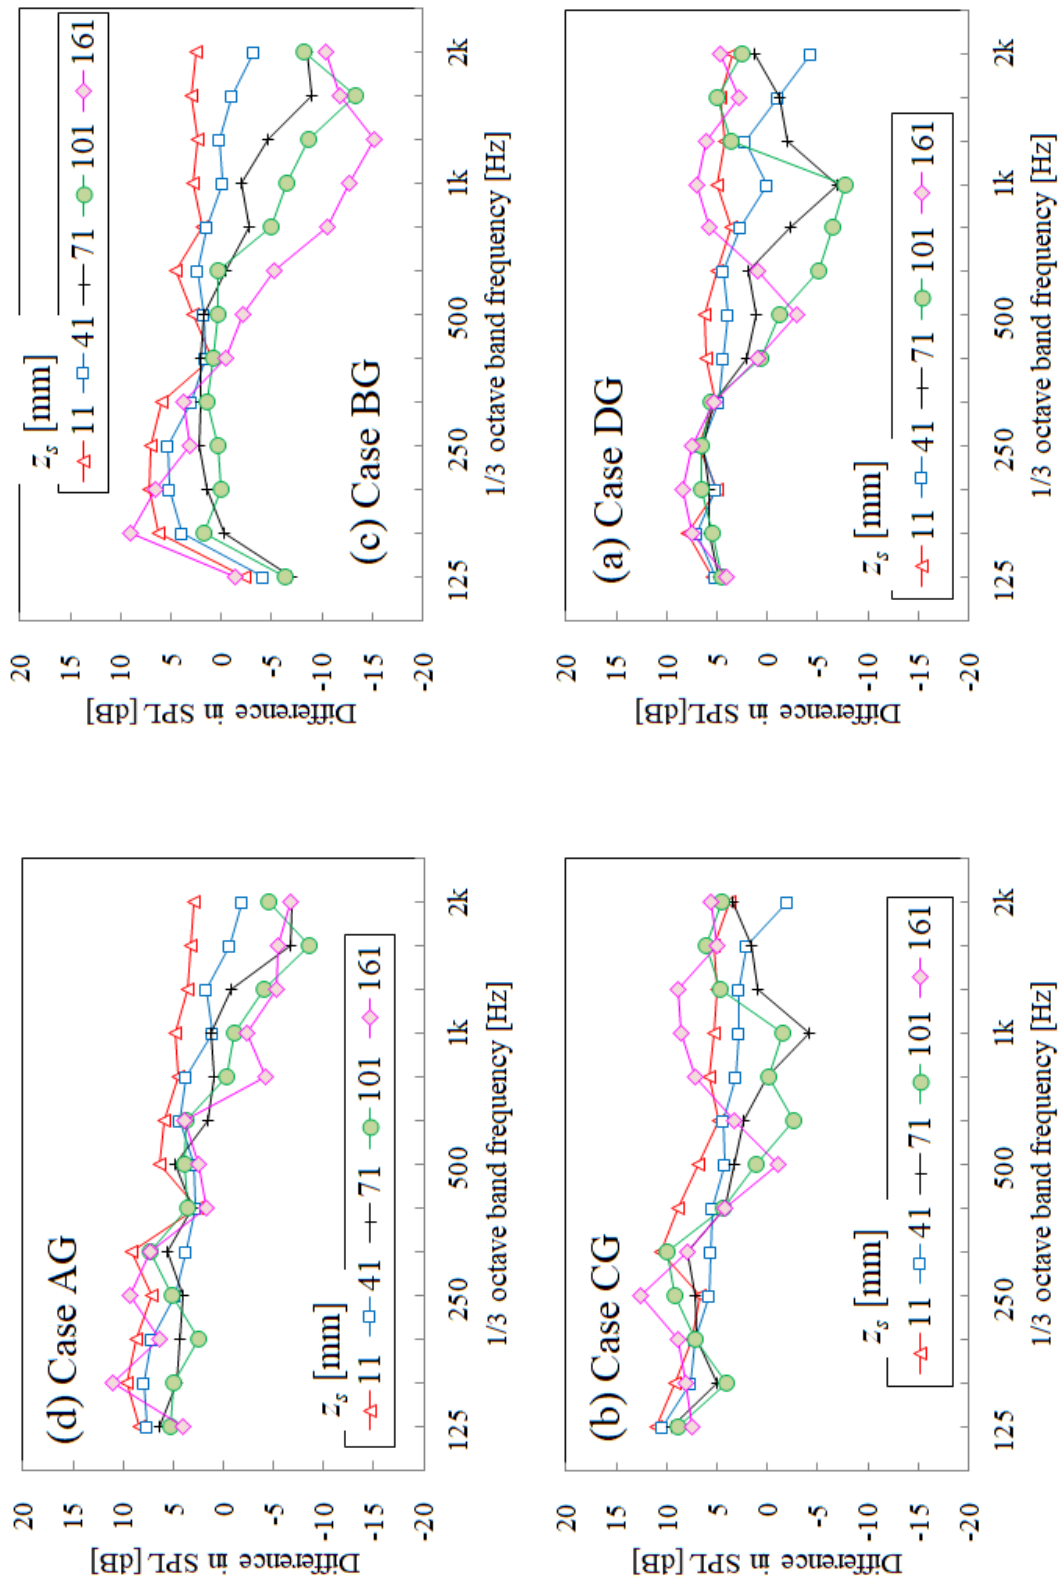 (d) Case AG
20
15
10
5
0
-5
-10
-15
-20
Difference in SPL [dB]
z_s [mm]
11 41 71 101 161
125 250 500 1k 2k
1/3 octave band frequency [Hz]
(c) Case BG
20
15
10
5
0
-5
-10
-15
-20
Difference in SPL [dB]
z_s [mm]
11 41 71 101 161
125 250 500 1k 2k
1/3 octave band frequency [Hz]
(b) Case CG
20
15
10
5
0
-5
-10
-15
-20
Difference in SPL [dB]
z_s [mm]
11 41 71 101 161
125 250 500 1k 2k
1/3 octave band frequency [Hz]
(a) Case DG
20
15
10
5
0
-5
-10
-15
-20
Difference in SPL[dB]
z_s [mm]
11 41 71 101 161
125 250 500 1k 2k
1/3 octave band frequency [Hz]